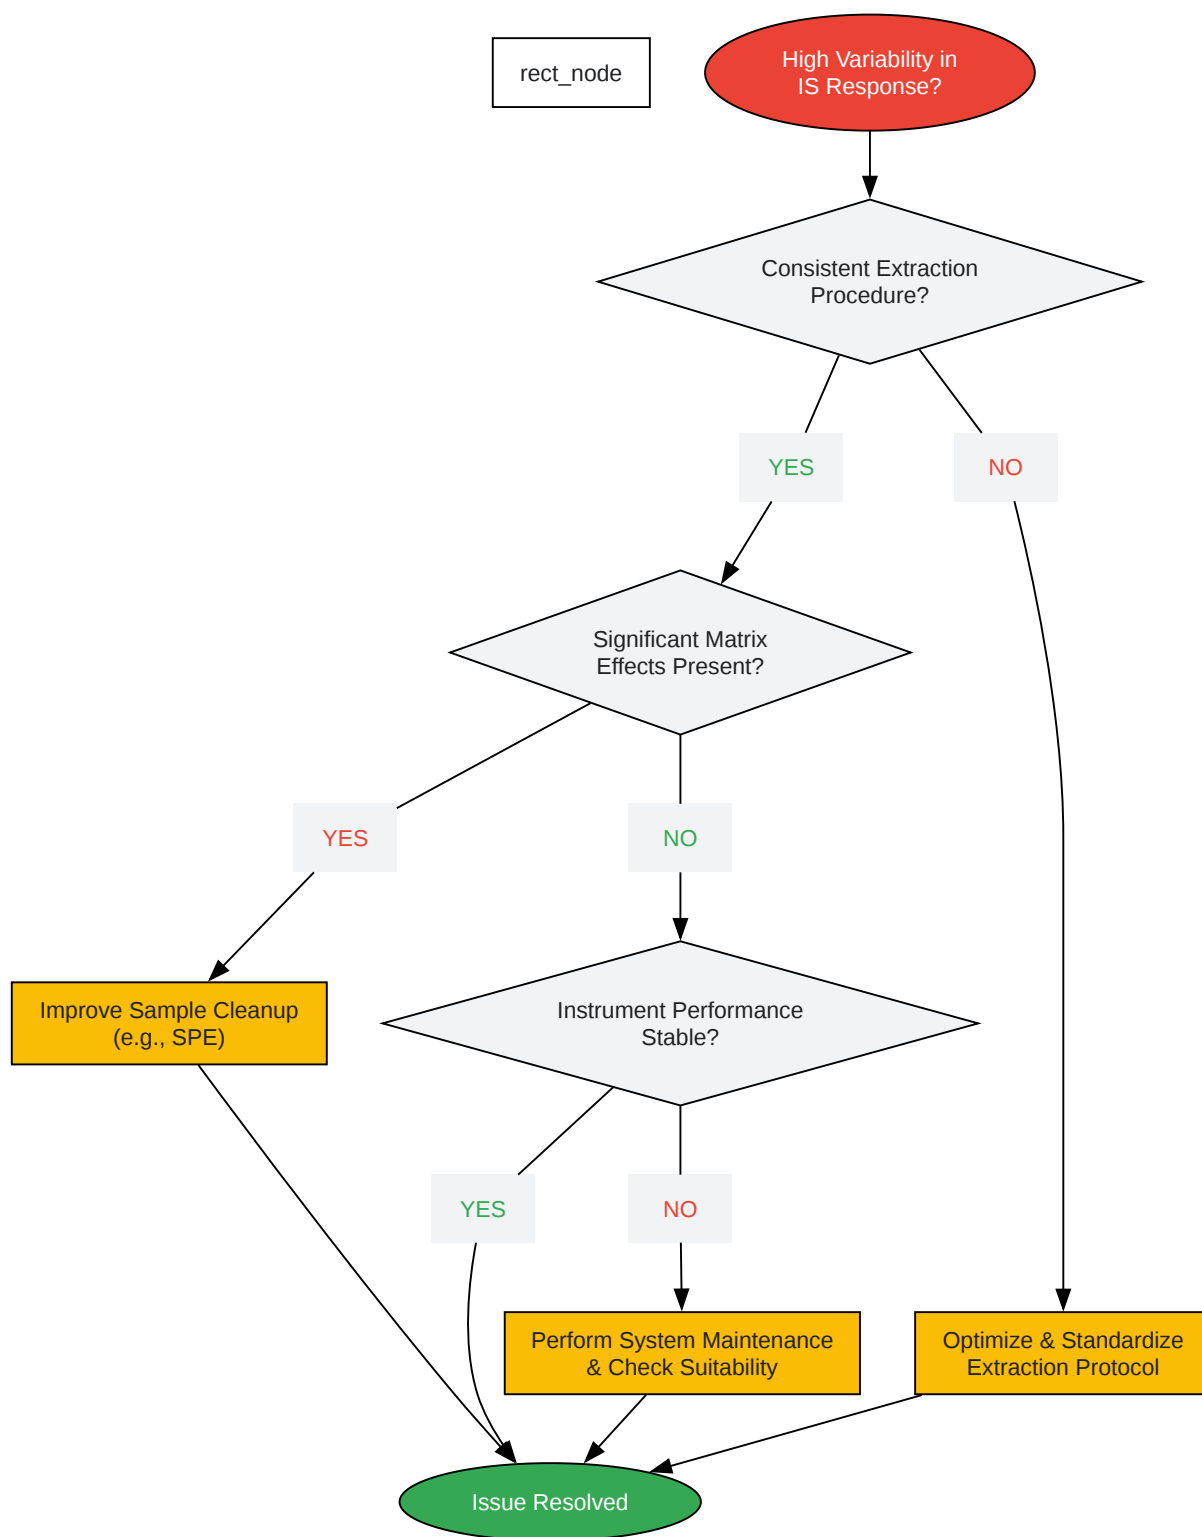 rect_node
High Variability in
IS Response?
Consistent Extraction
Procedure?
YES
NO
Significant Matrix
Effects Present?
YES
NO
Improve Sample Cleanup
(e.g., SPE)
Instrument Performance
Stable?
YES
NO
Perform System Maintenance
& Check Suitability
Optimize & Standardize
Extraction Protocol
Issue Resolved